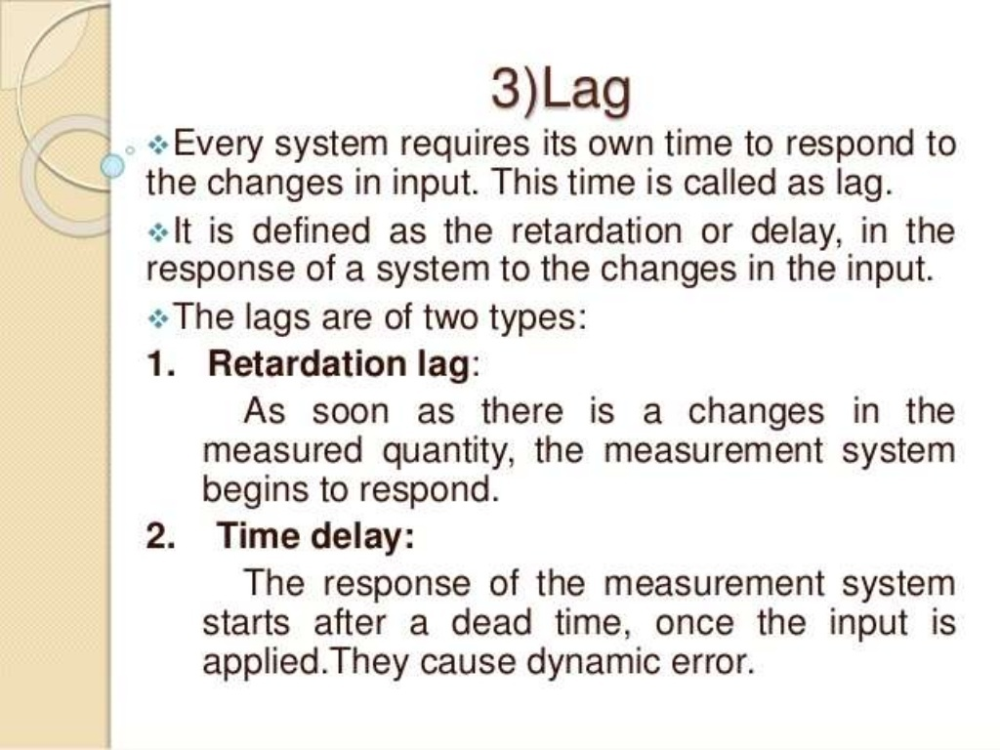 3)Lag
❖Every system requires its own time to respond to
the changes in input. This time is called as lag.
❖It is defined as the retardation or delay, in the
response of a system to the changes in the input.
❖The lags are of two types:
1. Retardation lag:
As soon as there is a changes in the
measured quantity, the measurement system
begins to respond.
2. Time delay:
The response of the measurement system
starts after a dead time, once the input is
applied.They cause dynamic error.